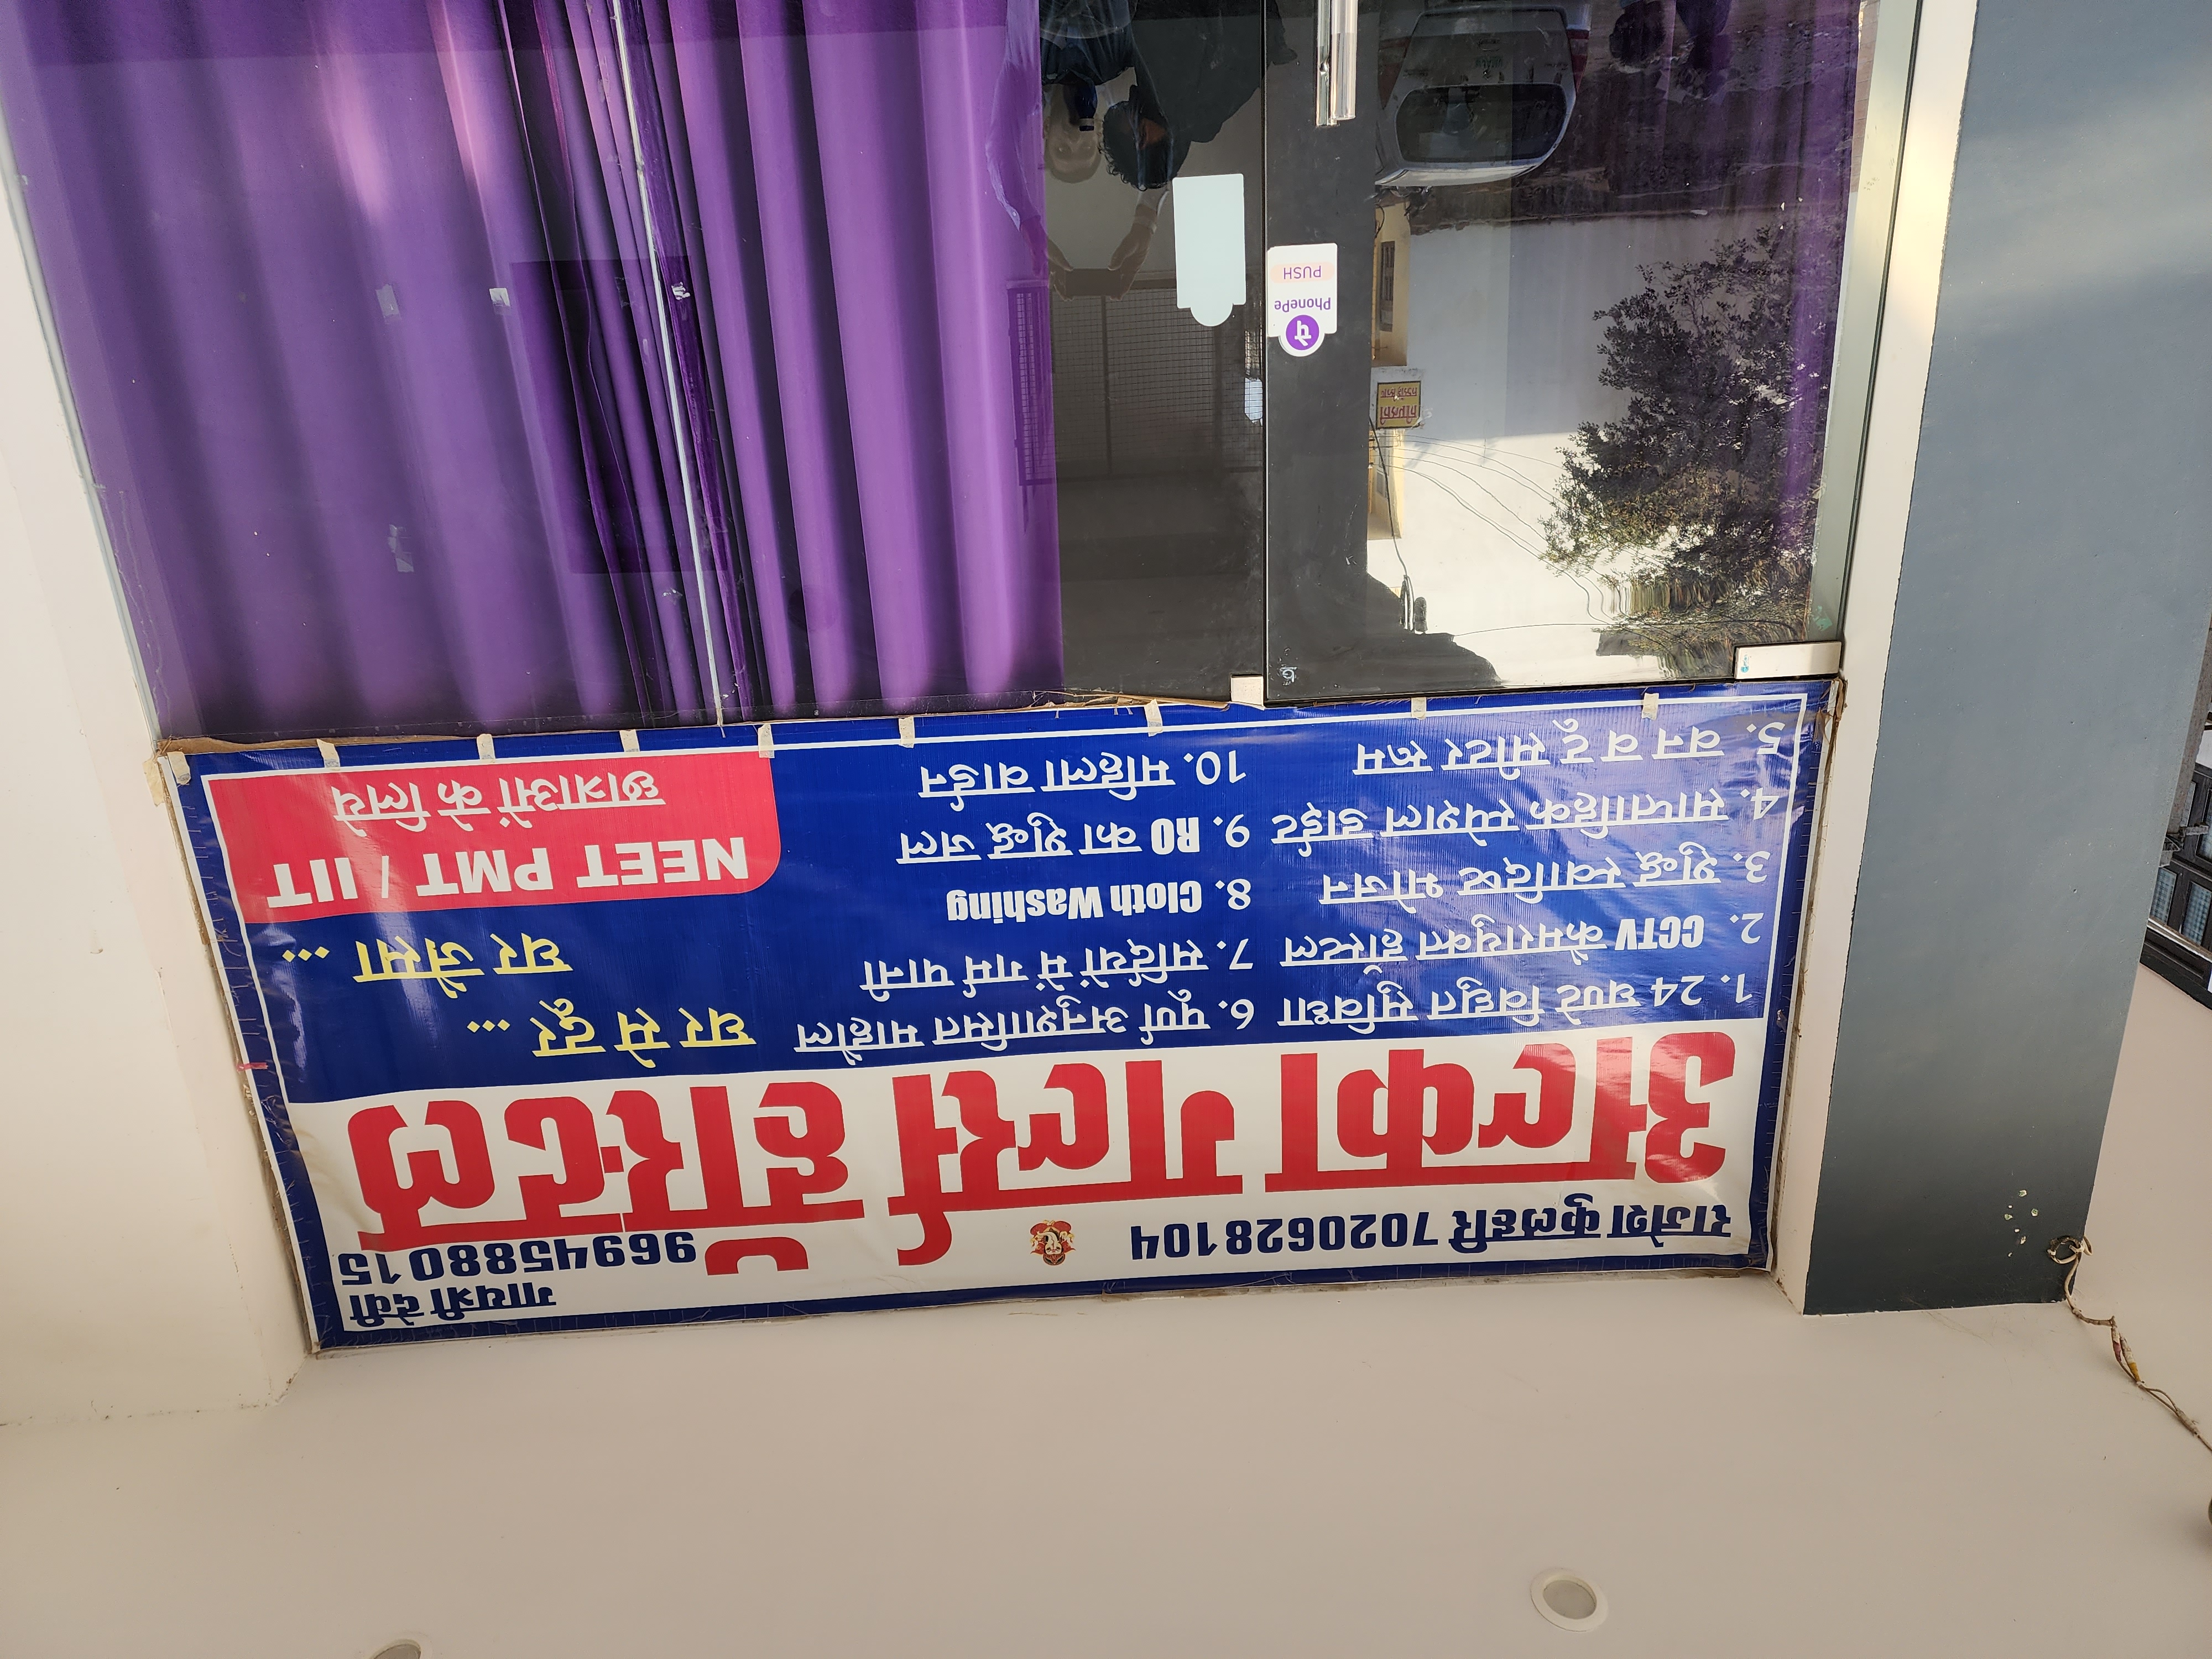 राजेश कुलहरि 7020628104
गायत्री देवी
9694588015
अल्का गर्ल्स हॉस्टल
1. 24 घण्टे विद्युत सुविधा
2. CCTV कैमरायुक्त हॉस्टल
3. शुद्ध स्वादिष्ट भोजन
4. साप्ताहिक स्पेशल डाईट
5. वन व टू सीटर रूम
6. पूर्ण अनुशासित माहौल
7. सर्दियों में गर्म पानी
8. Cloth Washing
9. RO का शुद्ध जल
10. महिला वार्डन
घर से दूर ...
घर जैसा ...
NEET PMT / IIT
छात्राओं के लिये
पे
PhonePe
PUSH